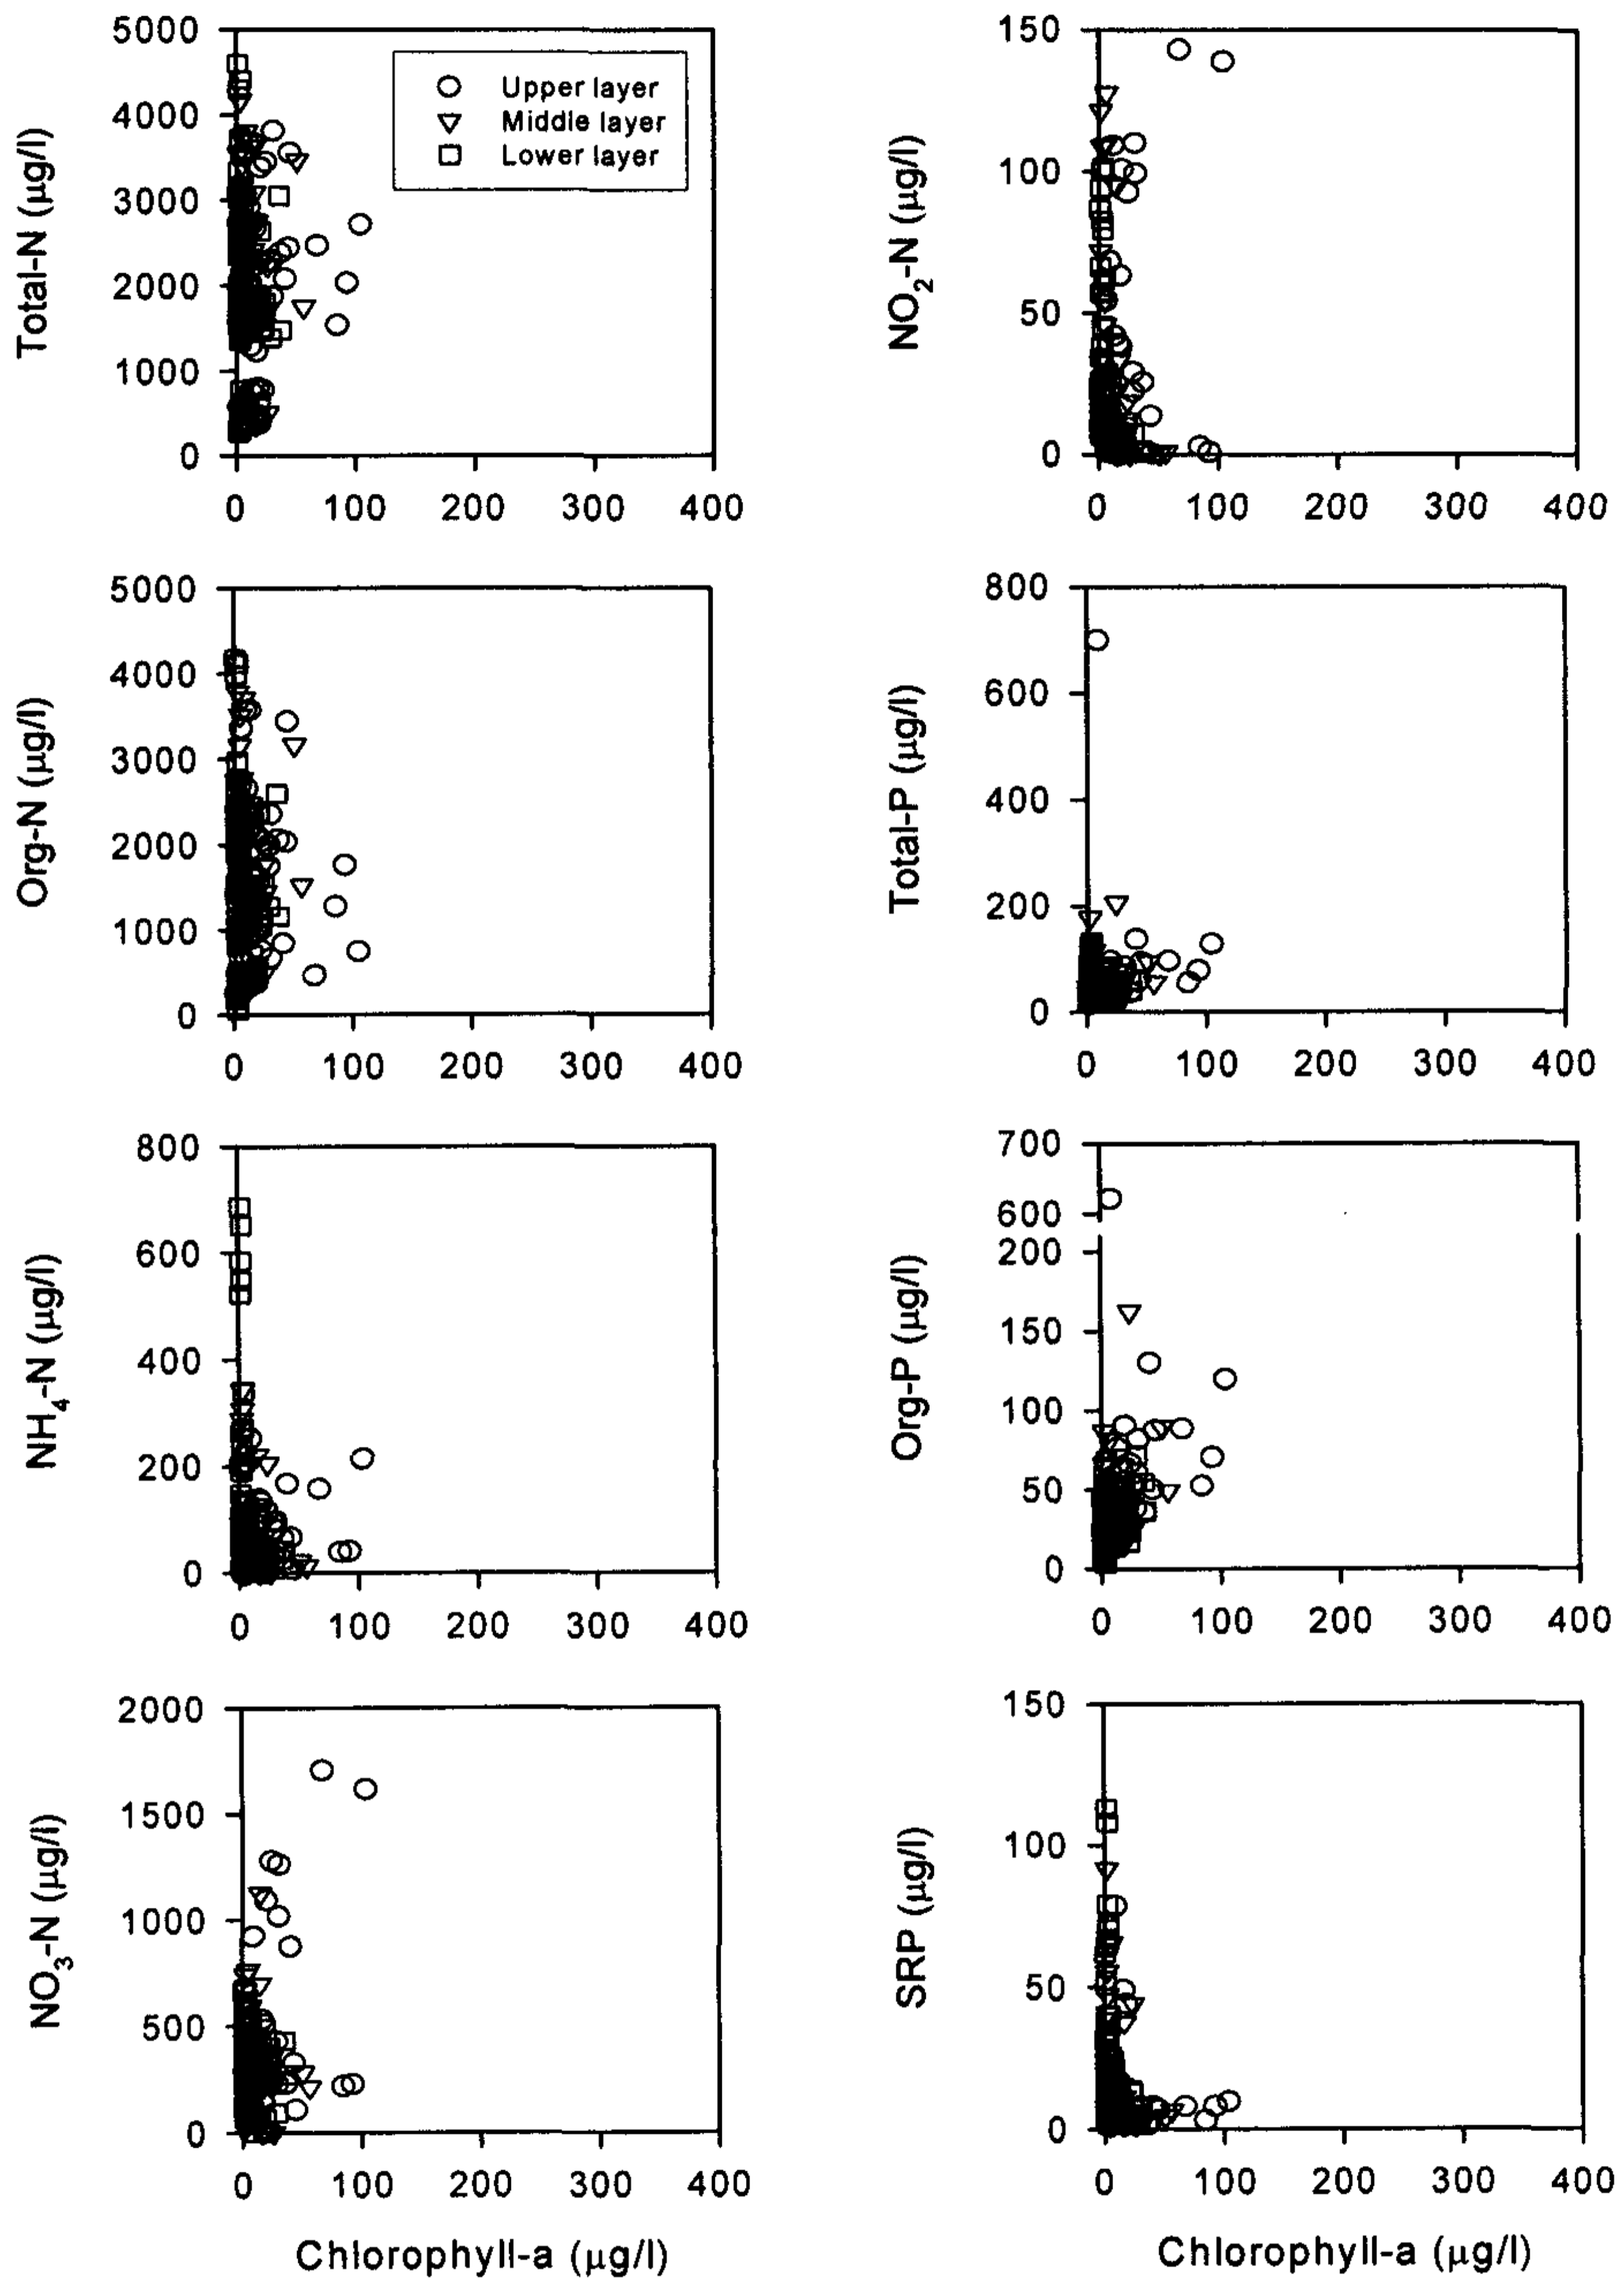 5000
4000
3000
2000
1000
0
Total-N (µg/l)
Upper layer
Middle layer
Lower layer
0 100 200 300 400
150
100
50
0
NO2-N (µg/l)
0 100 200 300 400
5000
4000
3000
2000
1000
0
Org-N (µg/l)
0 100 200 300 400
800
600
400
200
0
Total-P (µg/l)
0 100 200 300 400
800
600
400
200
0
NH4-N (µg/l)
0 100 200 300 400
700
600
200
150
100
50
0
Org-P (µg/l)
0 100 200 300 400
2000
1500
1000
500
0
NO3-N (µg/l)
0 100 200 300 400
Chlorophyll-a (µg/l)
150
100
50
0
SRP (µg/l)
0 100 200 300 400
Chlorophyll-a (µg/l)